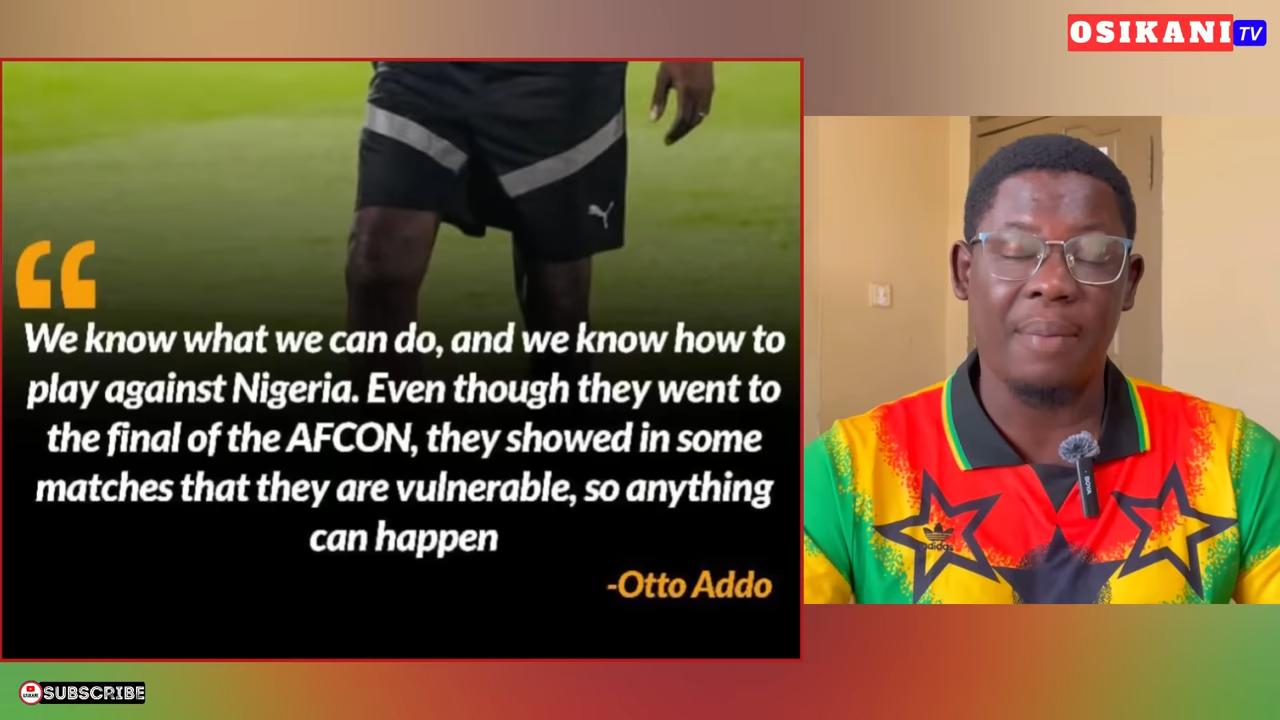 OSIKANI TV
“
We know what we can do, and we know how to
play against Nigeria. Even though they went to
the final of the AFCON, they showed in some
matches that they are vulnerable, so anything
can happen
-Otto Addo
BOYA
adidas
SUBSCRIBE